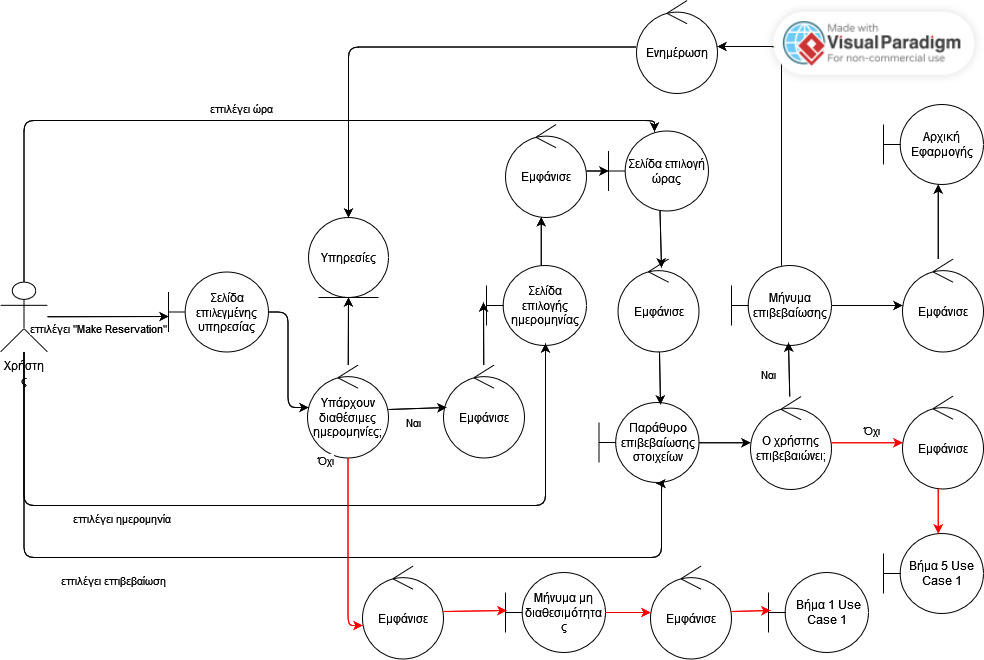 Made with
Visual Paradigm
For non-commercial use
Ενημέρωση
επιλέγει ώρα
Αρχική
Εφαρμογής
Εμφάνισε
Σελίδα επιλογή
ώρας
Υπηρεσίες
Σελίδα
επιλεγμένης
υπηρεσίας
Σελίδα
επιλογής
ημερομηνίας
Εμφάνισε
Μήνυμα
επιβεβαίωσης
Εμφάνισε
επιλέγει "Make Reservation"
Χρήστη
ς
Υπάρχουν
διαθέσιμες
ημερομηνίες;
Ναι
Εμφάνισε
Ναι
Παράθυρο
επιβεβαίωσης
στοιχείων
Ο χρήστης
επιβεβαιώνει;
Όχι
Εμφάνισε
Όχι
επιλέγει ημερομηνία
επιλέγει επιβεβαίωση
Βήμα 5 Use
Case 1
Εμφάνισε
Μήνυμα μη
διαθεσιμότητα
ς
Εμφάνισε
Βήμα 1 Use
Case 1